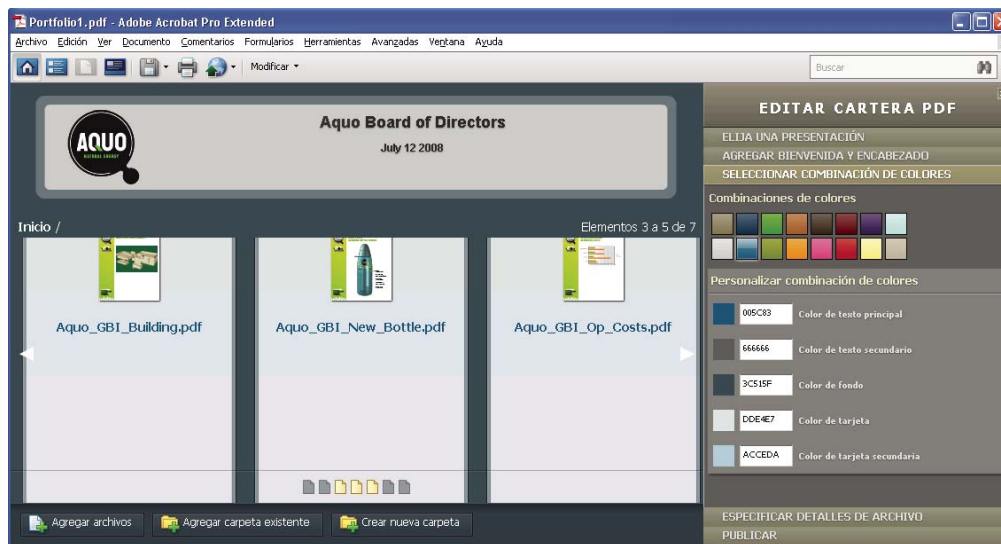 Portfolio1.pdf - Adobe Acrobat Pro Extended
Archivo Edición Ver Documento Comentarios Formularios Herramientas Avanzadas Ventana Ayuda
Modificar
Buscar
AQUO
NATURAL ENERGY
Aquo Board of Directors
July 12 2008
Inicio /
Elementos 3 a 5 de 7
Aquo_GBI_Building.pdf
Aquo_GBI_New_Bottle.pdf
Aquo_GBI_Op_Costs.pdf
Agregar archivos
Agregar carpeta existente
Crear nueva carpeta
EDITAR CARTERA PDF
ELIJA UNA PRESENTACIÓN
AGREGAR BIENVENIDA Y ENCABEZADO
SELECCIONAR COMBINACIÓN DE COLORES
Combinaciones de colores
Personalizar combinación de colores
005C83 Color de texto principal
666666 Color de texto secundario
3C515F Color de fondo
DDE4E7 Color de tarjeta
ACCEDA Color de tarjeta secundaria
ESPECIFICAR DETALLES DE ARCHIVO
PUBLICAR